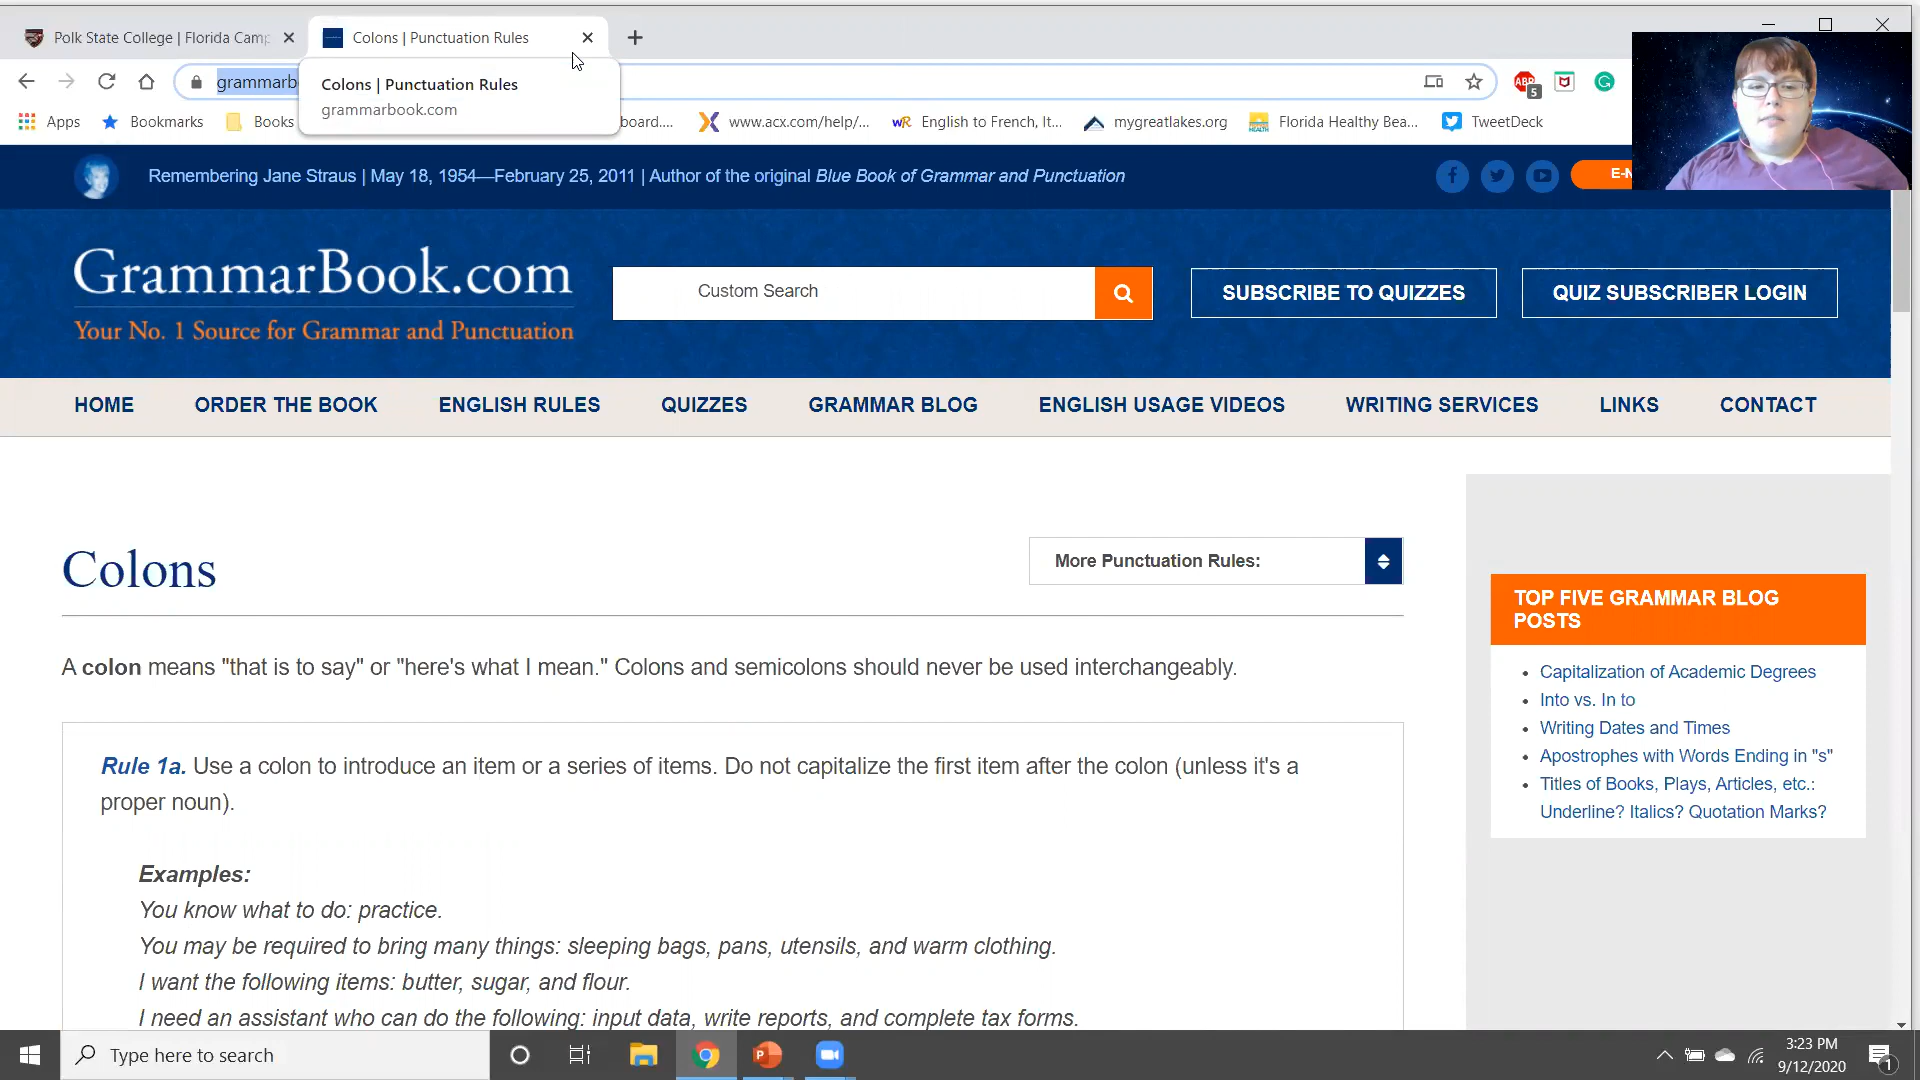 Polk State College | Florida Camp
Colons | Punctuation Rules
grammarb
Colons | Punctuation Rules
grammarbook.com
ABP
5
Apps
Bookmarks
Books
board....
www.acx.com/help/...
English to French, It...
mygreatlakes.org
Florida Healthy Bea...
TweetDeck
Remembering Jane Straus | May 18, 1954—February 25, 2011 | Author of the original Blue Book of Grammar and Punctuation
E-N
GrammarBook.com
Your No. 1 Source for Grammar and Punctuation
Custom Search
SUBSCRIBE TO QUIZZES
QUIZ SUBSCRIBER LOGIN
HOME
ORDER THE BOOK
ENGLISH RULES
QUIZZES
GRAMMAR BLOG
ENGLISH USAGE VIDEOS
WRITING SERVICES
LINKS
CONTACT
Colons
More Punctuation Rules:
A colon means "that is to say" or "here's what I mean." Colons and semicolons should never be used interchangeably.
Rule 1a. Use a colon to introduce an item or a series of items. Do not capitalize the first item after the colon (unless it's a
proper noun).
Examples:
You know what to do: practice.
You may be required to bring many things: sleeping bags, pans, utensils, and warm clothing.
I want the following items: butter, sugar, and flour.
I need an assistant who can do the following: input data, write reports, and complete tax forms.
TOP FIVE GRAMMAR BLOG
POSTS
Capitalization of Academic Degrees
Into vs. In to
Writing Dates and Times
Apostrophes with Words Ending in "s"
Titles of Books, Plays, Articles, etc.:
Underline? Italics? Quotation Marks?
Type here to search
3:23 PM
9/12/2020
1